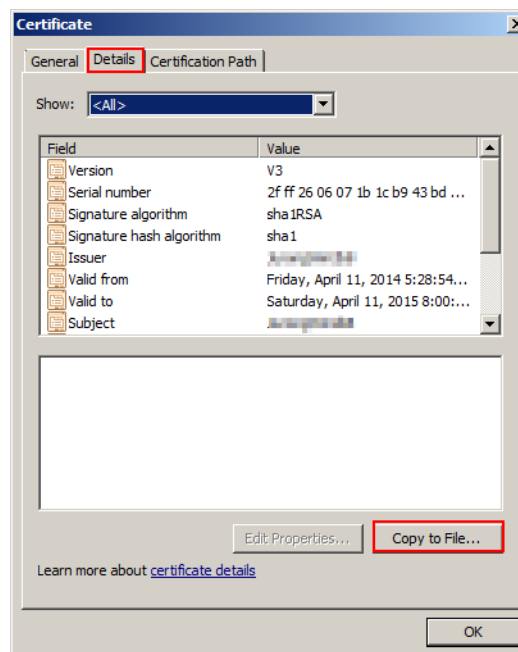 Certificate
General Details Certification Path
Show: <All>
Field Value
Version V3
Serial number 2f ff 26 06 07 1b 1c b9 43 bd ...
Signature algorithm sha1RSA
Signature hash algorithm sha1
Issuer
Valid from Friday, April 11, 2014 5:28:54...
Valid to Saturday, April 11, 2015 8:00:...
Subject
Edit Properties... Copy to File...
Learn more about certificate details
OK